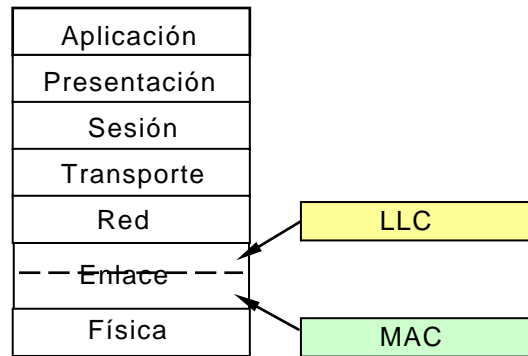 Aplicación
Presentación
Sesión
Transporte
Red
LLC
Enlace
Física
MAC